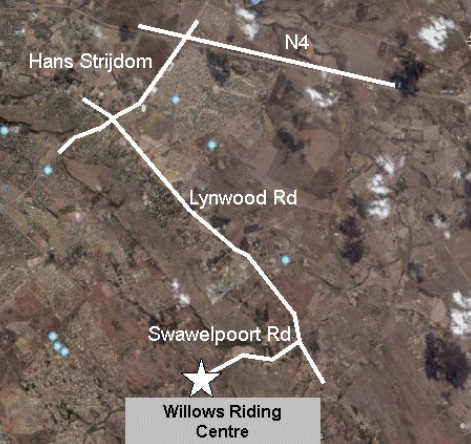 N4
Hans Strijdom
Lynwood Rd
Swawelpoort Rd
Willows Riding
Centre